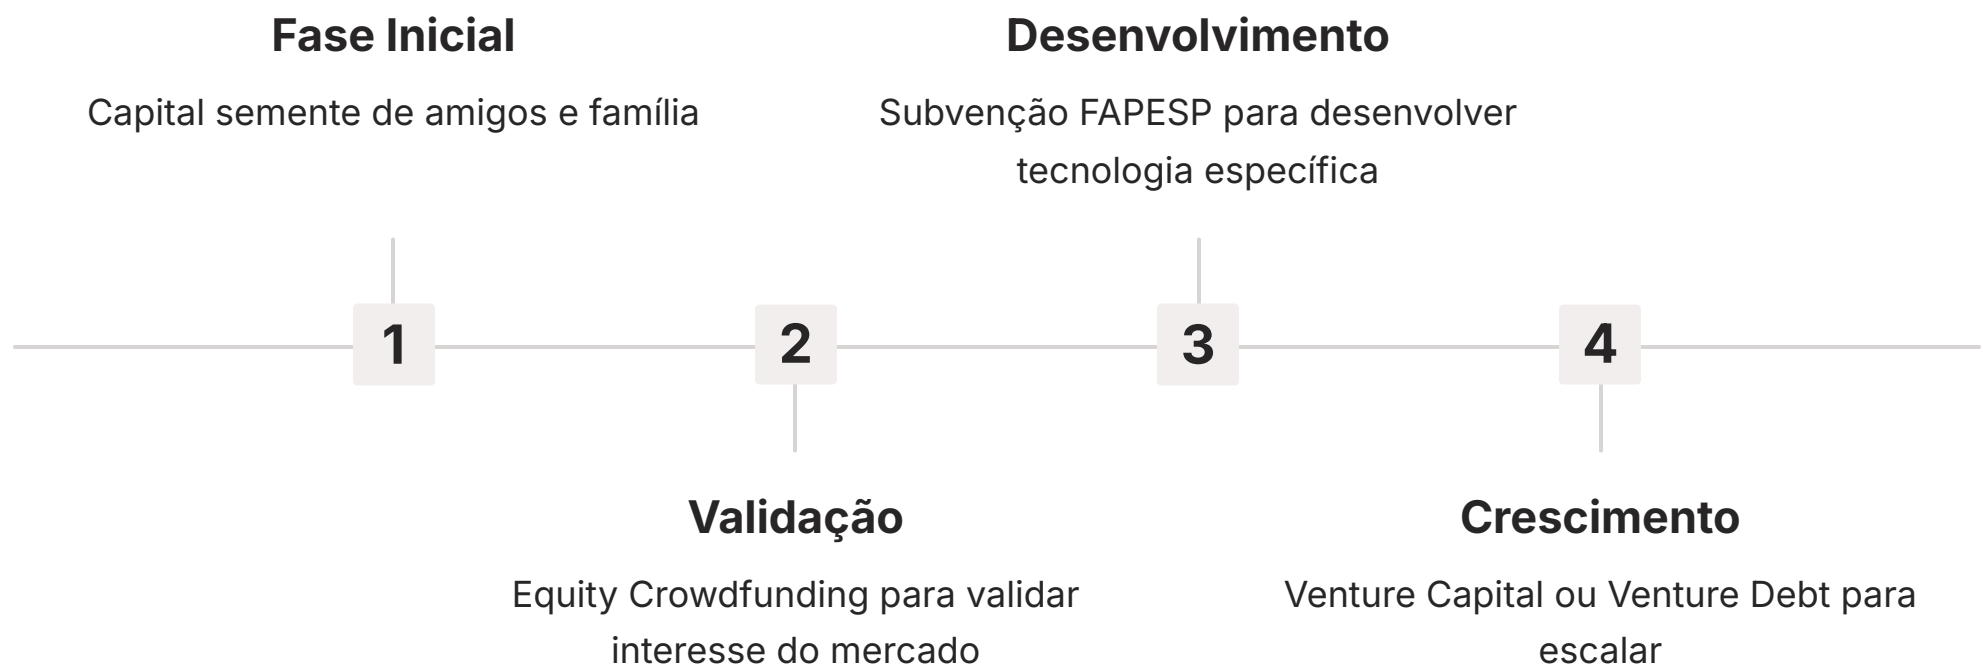 Fase Inicial
Capital semente de amigos e família
Desenvolvimento
Subvenção FAPESP para desenvolver
tecnologia específica
1
2
3
4
Validação
Equity Crowdfunding para validar
interesse do mercado
Crescimento
Venture Capital ou Venture Debt para
escalar